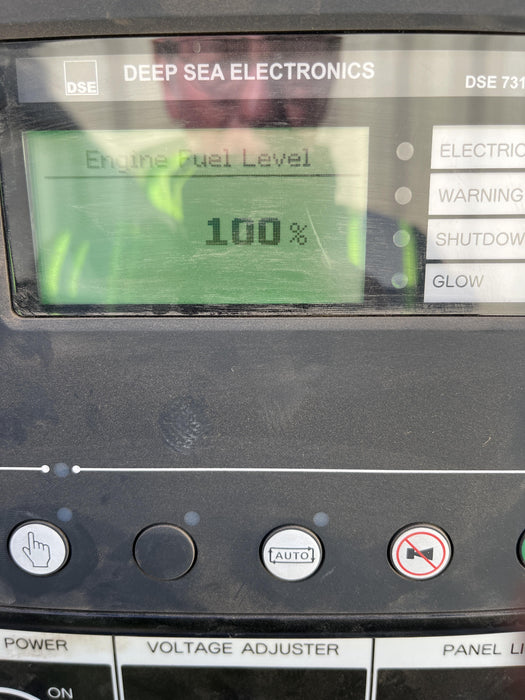 DSE
DEEP SEA ELECTRONICS
DSE 731
Engine Fuel Level
100 %
ELECTRIC
WARNING
SHUTDOW
GLOW
AUTO
POWER
VOLTAGE ADJUSTER
PANEL LI
ON